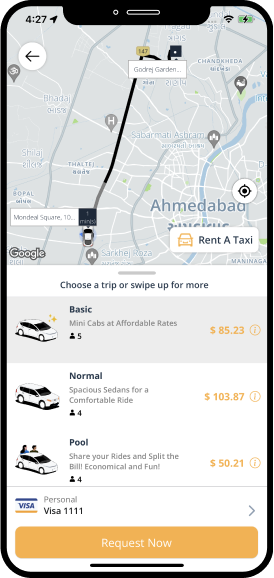 4:27
147
Godrej Garden...
CHANDKHEDA
Bhadaj
Sabarmati Ashram
Shilaj
THALTEJ
BOPAL
Ahmedabad
Mondeal Square, 10...
1
min(s)
Rent A Taxi
Google
Sarkhej Roza
MANINAGA
Choose a trip or swipe up for more
Basic
Mini Cabs at Affordable Rates
$ 85.23
5
Normal
Spacious Sedans for a
Comfortable Ride
$ 103.87
4
Pool
Share your Rides and Split the
Bill! Economical and Fun!
$ 50.21
4
Personal
VISA
Visa 1111
Request Now